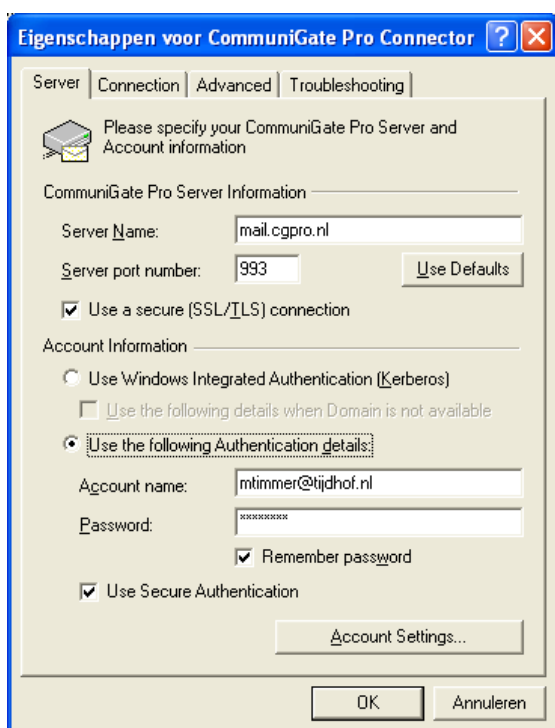 Eigenschappen voor CommuniGate Pro Connector
Server Connection Advanced Troubleshooting
Please specify your CommuniGate Pro Server and
Account information
CommuniGate Pro Server Information
Server Name: mail.cgpro.nl
Server port number: 993 Use Defaults
Use a secure (SSL/TLS) connection
Account Information
Use Windows Integrated Authentication (Kerberos)
Use the following details when Domain is not available
Use the following Authentication details:
Account name: mtimmer@tijdhof.nl
Password: ********
Remember password
Use Secure Authentication
Account Settings...
OK Annuleren